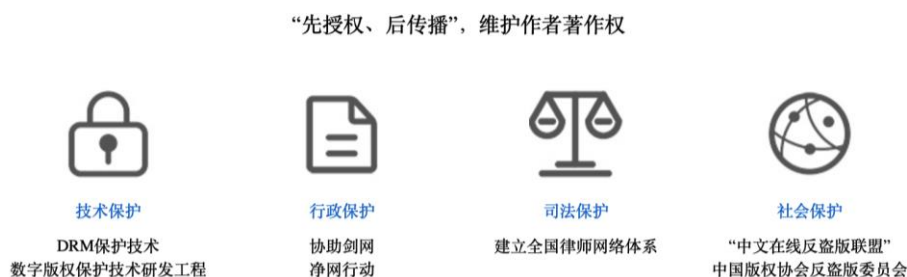 “先授权、后传播”，维护作者著作权
技术保护
行政保护
司法保护
社会保护
DRM保护技术
数字版权保护技术研发工程
协助剑网
净网行动
建立全国律师网络体系
“中文在线反盗版联盟”
中国版权协会反盗版委员会